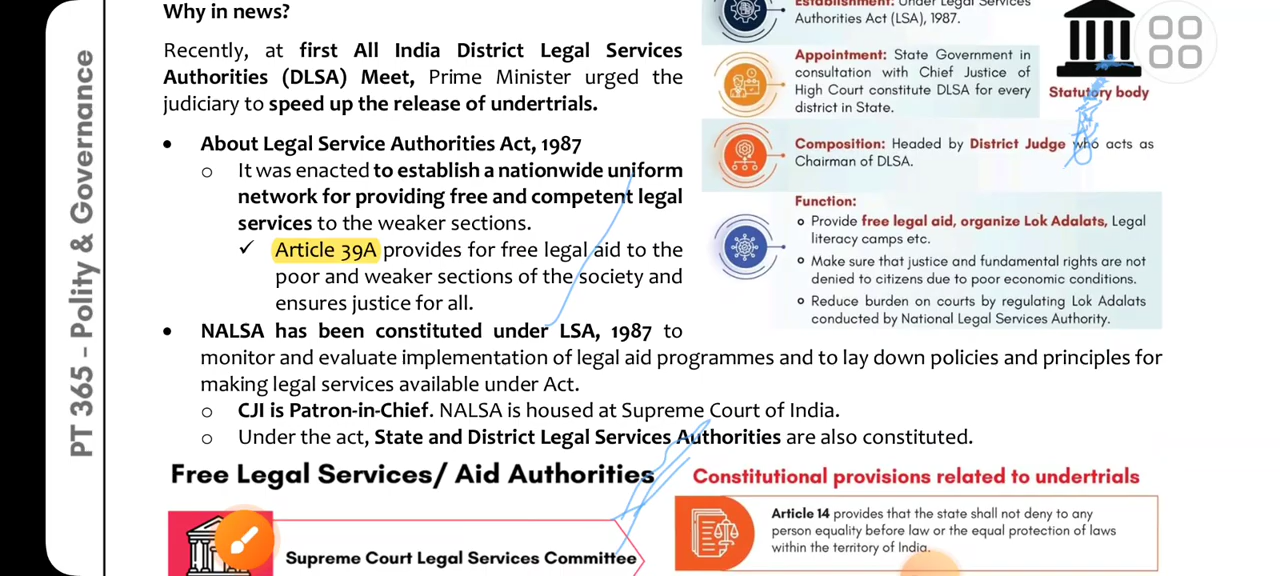 PT 365 - Polity & Governance
Why in news?
Recently, at first All India District Legal Services
Authorities (DLSA) Meet, Prime Minister urged the
judiciary to speed up the release of undertrials.
• About Legal Service Authorities Act, 1987
o It was enacted to establish a nationwide uniform
network for providing free and competent legal
services to the weaker sections.
✓ Article 39A provides for free legal aid to the
poor and weaker sections of the society and
ensures justice for all.
• NALSA has been constituted under LSA, 1987 to
monitor and evaluate implementation of legal aid programmes and to lay down policies and principles for
making legal services available under Act.
o CJI is Patron-in-Chief. NALSA is housed at Supreme Court of India.
o Under the act, State and District Legal Services Authorities are also constituted.
Establishment: Under Legal Services
Authorities Act (LSA), 1987.
Appointment: State Government in
consultation with Chief Justice of
High Court constitute DLSA for every
district in State.
Statutory body
Composition: Headed by District Judge who acts as
Chairman of DLSA.
Function:
o Provide free legal aid, organize Lok Adalats, Legal
literacy camps etc.
o Make sure that justice and fundamental rights are not
denied to citizens due to poor economic conditions.
o Reduce burden on courts by regulating Lok Adalats
conducted by National Legal Services Authority.
Free Legal Services/ Aid Authorities
Supreme Court Legal Services Committee
Constitutional provisions related to undertrials
Article 14 provides that the state shall not deny to any
person equality before law or the equal protection of laws
within the territory of India.